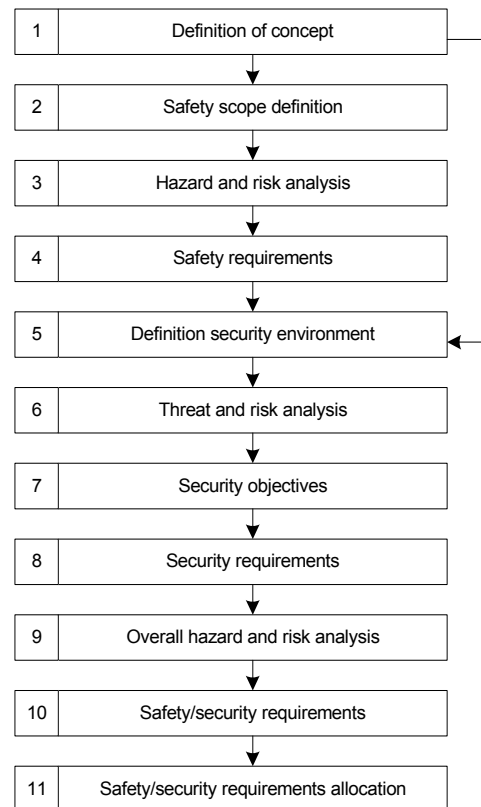 1 Definition of concept
2 Safety scope definition
3 Hazard and risk analysis
4 Safety requirements
5 Definition security environment
6 Threat and risk analysis
7 Security objectives
8 Security requirements
9 Overall hazard and risk analysis
10 Safety/security requirements
11 Safety/security requirements allocation